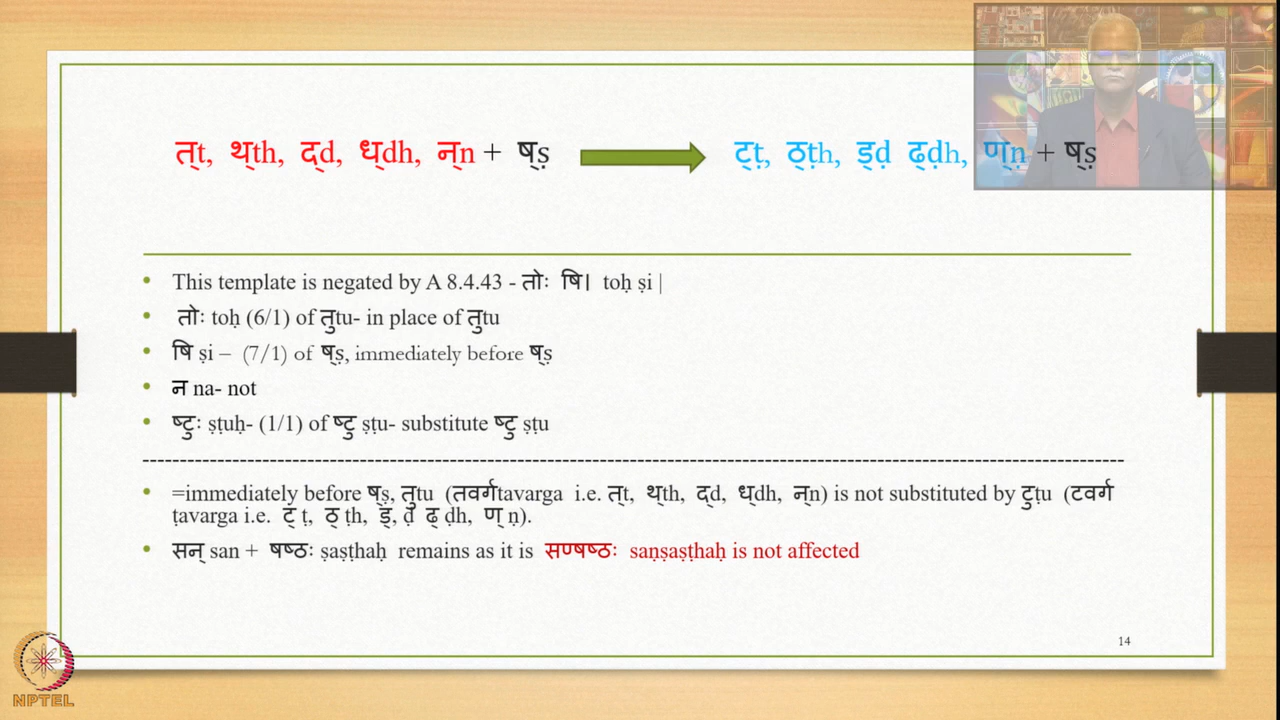 त्t, थ्th, द्d, ध्dh, न्n + ष्ṣ ट्ṭ, ठ्ṭh, ड्ḍ ढ्ḍh, ण्ṇ + ष्ṣ
• This template is negated by A 8.4.43 - तोः षि। toḥ ṣi |
• तोः toḥ (6/1) of तुtu- in place of तुtu
• षि ṣi – (7/1) of ष्ṣ, immediately before ष्ṣ
• न na- not
• ष्टुः ṣṭuḥ- (1/1) of ष्टु ṣṭu- substitute ष्टु ṣṭu
• =immediately before ष्ṣ, तुtu (तवर्गtavarga i.e. त्t, थ्th, द्d, ध्dh, न्n) is not substituted by टुṭu (टवर्ग
ṭavarga i.e. ट् ṭ, ठ् ṭh, ड्, ḍ ढ् ḍh, ण् ṇ).
• सन् san + षष्ठः ṣaṣṭhaḥ remains as it is सण्षष्ठः saṇṣaṣṭhaḥ is not affected
14
NPTEL